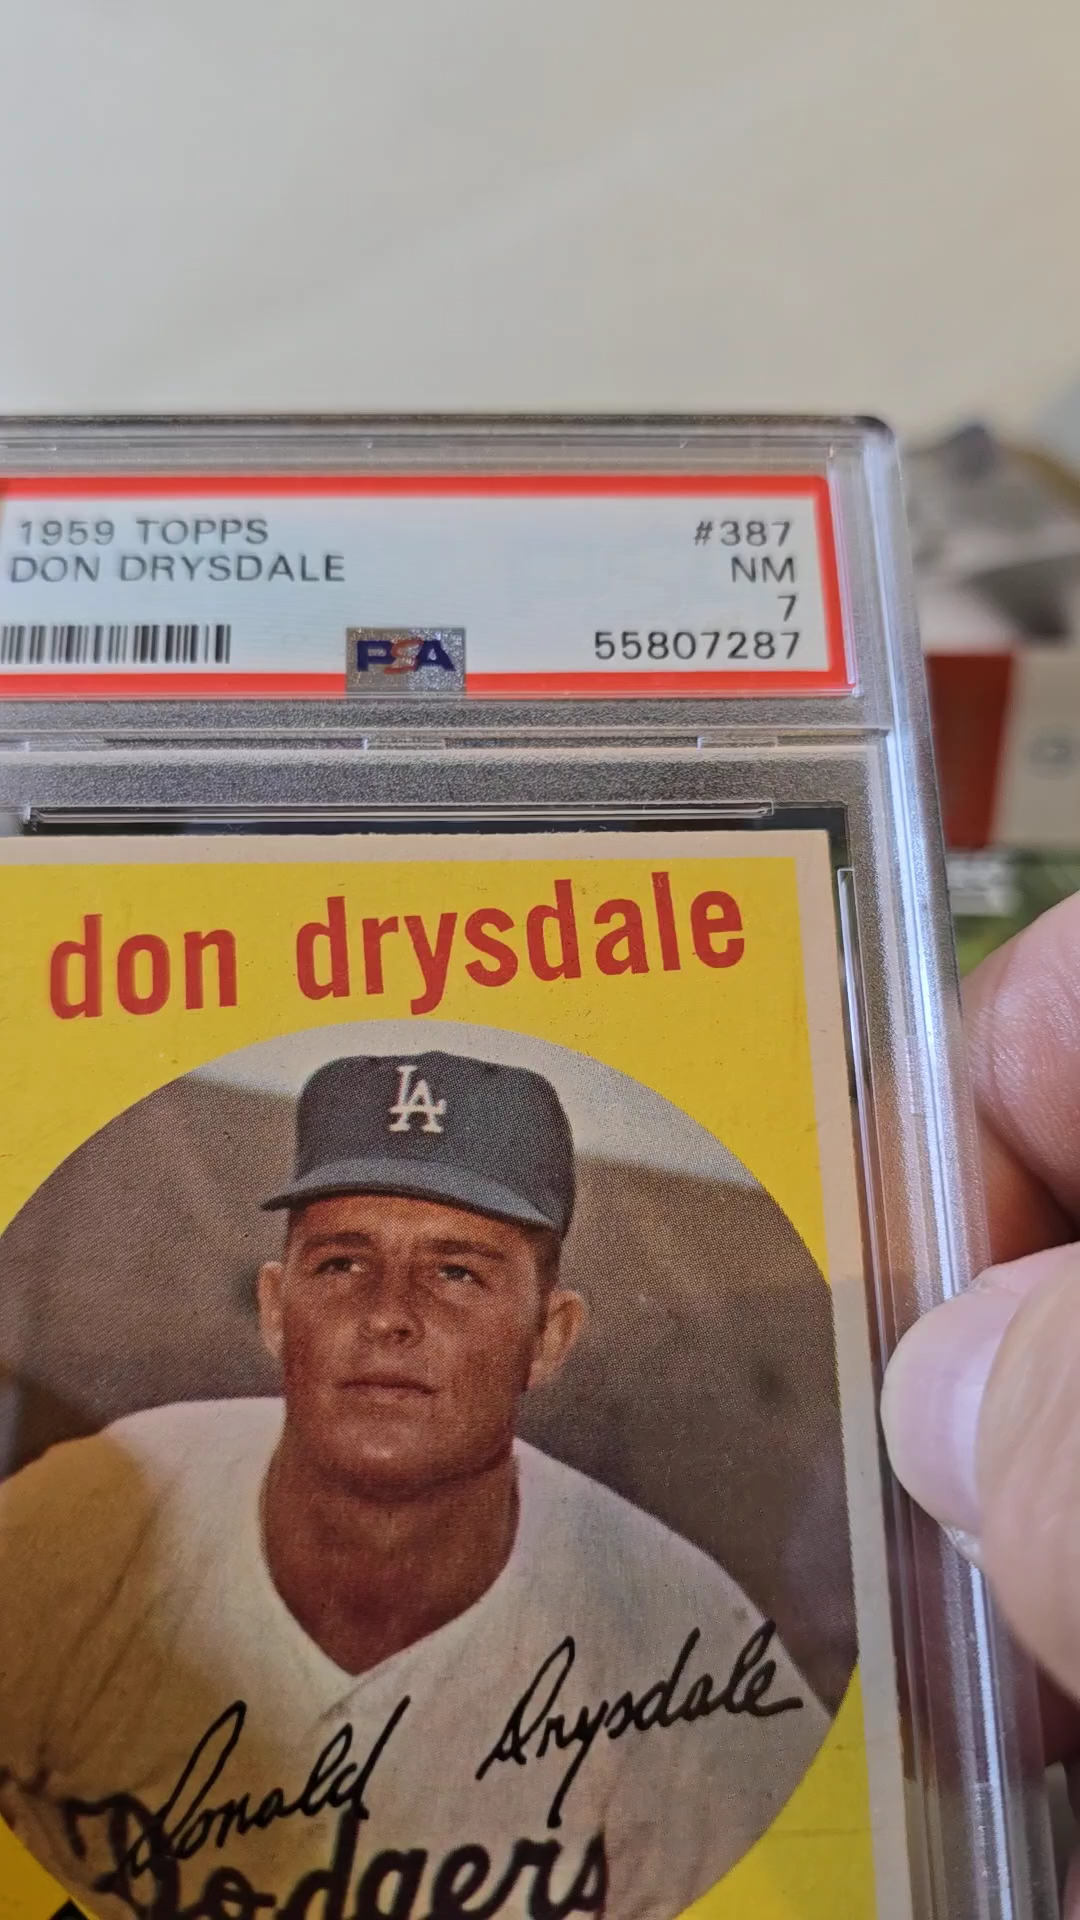 1959 TOPPS #387
DON DRYSDALE NM
7
PSA 55807287
don drysdale
LA
Donald Drysdale
Dodgers